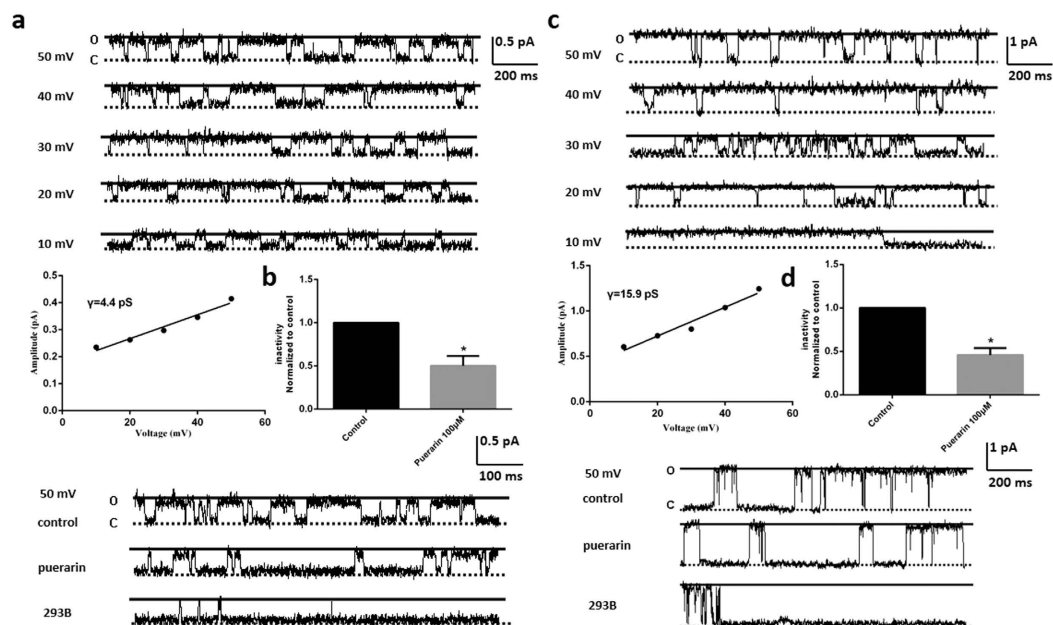 a
O
C
50 mV
0.5 pA
200 ms
40 mV
30 mV
20 mV
10 mV
0.5
0.4
0.3
0.2
0.1
0.0
Amplitude (pA)
γ=4.4 pS
0
20
40
60
Voltage (mV)
b
1.5
1.0
0.5
0.0
inactivity
Normalized to control
*
Control
Puerarin 100μM
0.5 pA
100 ms
50 mV
control
O
C
puerarin
293B
c
O
C
50 mV
1 pA
200 ms
40 mV
30 mV
20 mV
10 mV
1.5
1.0
0.5
0.0
Amplitude (pA)
γ=15.9 pS
0
20
40
60
Voltage (mV)
d
1.5
1.0
0.5
0.0
inactivity
Normalized to control
*
Control
Puerarin 100μM
1 pA
200 ms
50 mV
control
O
C
puerarin
293B